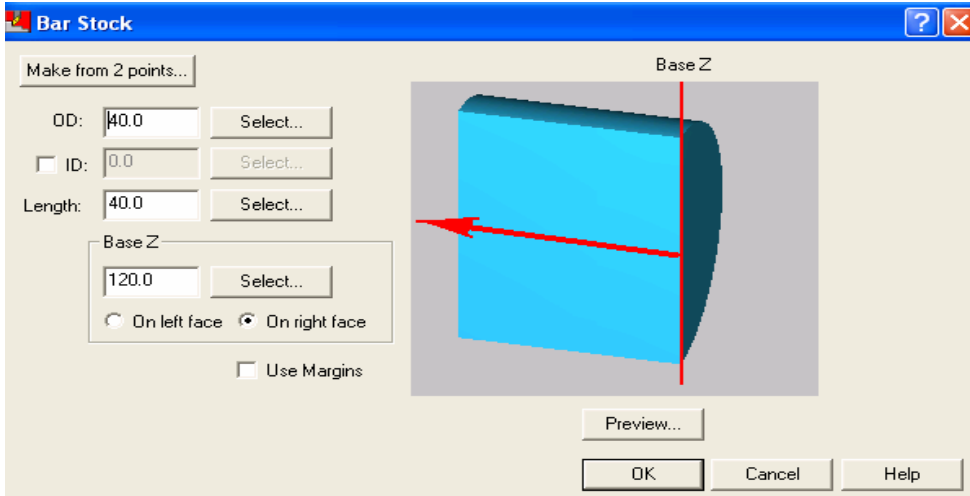 Bar Stock
Make from 2 points...
Base Z
OD: 40.0 Select...
ID: 0.0 Select...
Length: 40.0 Select...
Base Z
120.0 Select...
On left face On right face
Use Margins
Preview...
OK Cancel Help